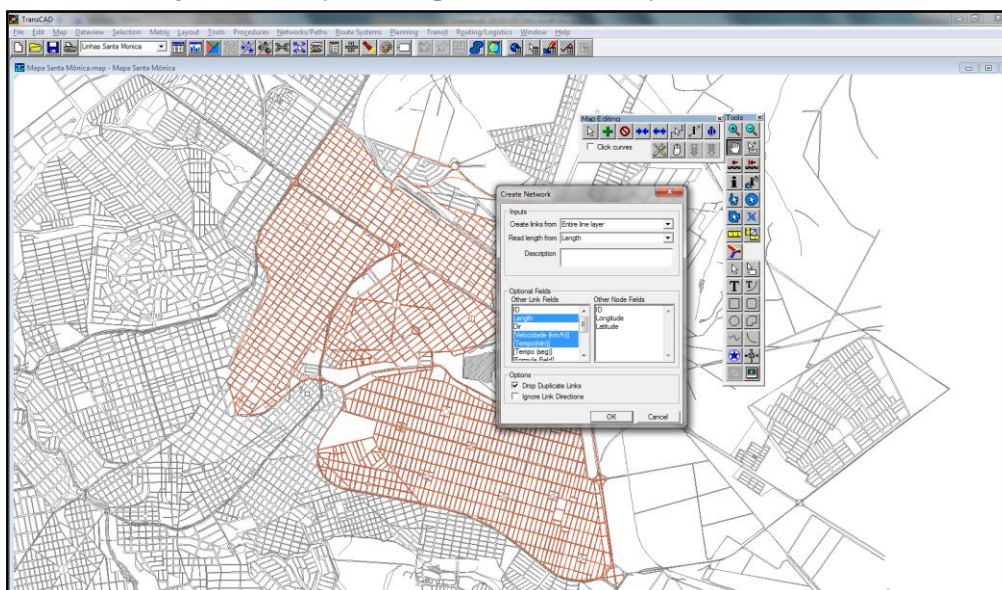 TransCAD
File Edit Map Dataview Selection Matrix Layout Tools Procedures Networks/Paths Route Systems Planning Transit Routing/Logistics Window Help
Linhas Santa Monica
Mapa Santa Mônica.map - Mapa Santa Mônica
Map Editing
Click curves
Tools
Create Network
Inputs
Create links from Entire line layer
Read length from Length
Description
Optional Fields
Other Link Fields
Other Node Fields
ID
Length
Dir
[Velocidade (km/h)]
[Tempo(min)]
[Tempo (seg)]
[Formula Field]
ID
Longitude
Latitude
Options
Drop Duplicate Links
Ignore Link Directions
OK
Cancel